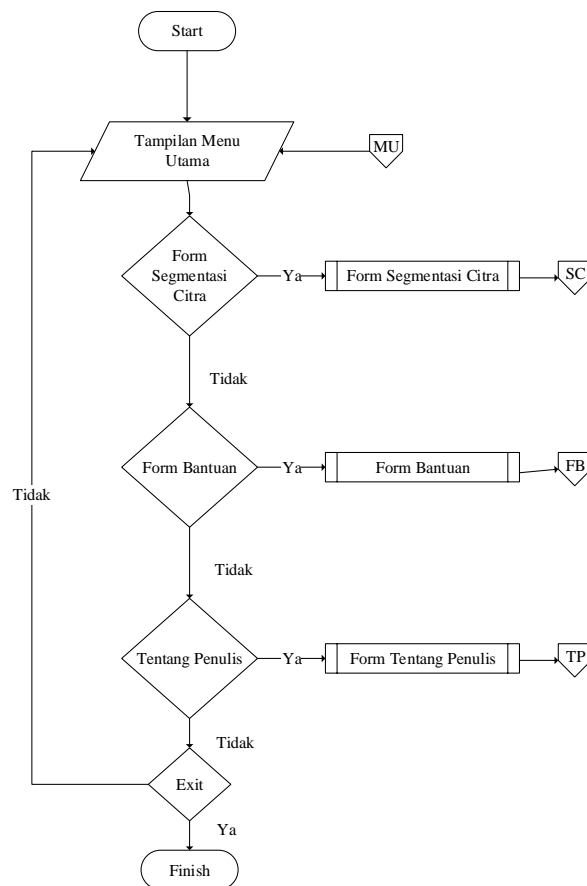 Start
Tampilan Menu
Utama
MU
Form
Segmentasi
Citra
Ya
Form Segmentasi Citra
SC
Tidak
Form Bantuan
Ya
Form Bantuan
FB
Tidak
Tidak
Tentang Penulis
Ya
Form Tentang Penulis
TP
Tidak
Exit
Ya
Finish